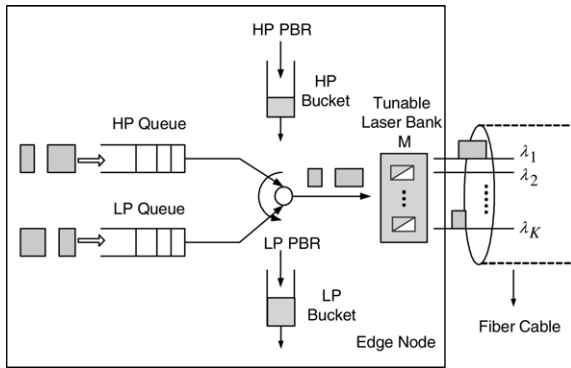 HP PBR
HP
Bucket
Tunable
Laser Bank
M
HP Queue
λ1
λ2
LP Queue
LP PBR
λK
LP
Bucket
Edge Node
Fiber Cable